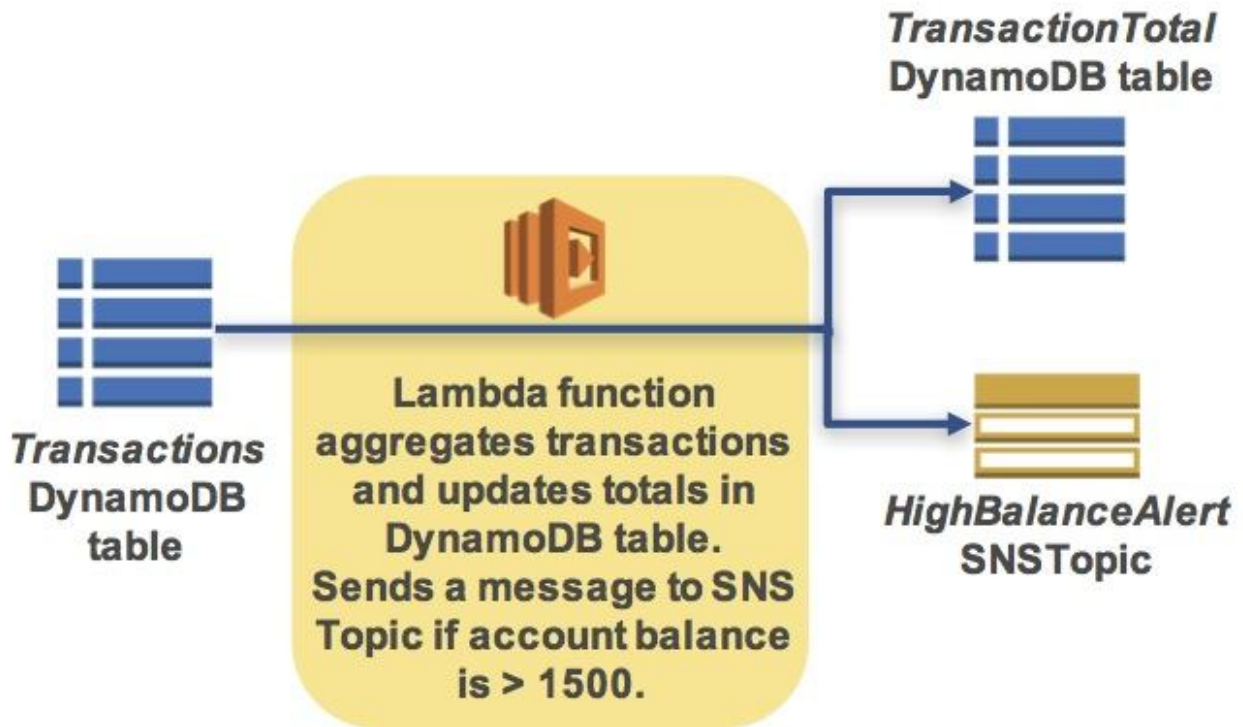 TransactionTotal
DynamoDB table
Lambda function
aggregates transactions
and updates totals in
DynamoDB table.
Sends a message to SNS
Topic if account balance
is > 1500.
Transactions
DynamoDB
table
HighBalanceAlert
SNSTopic